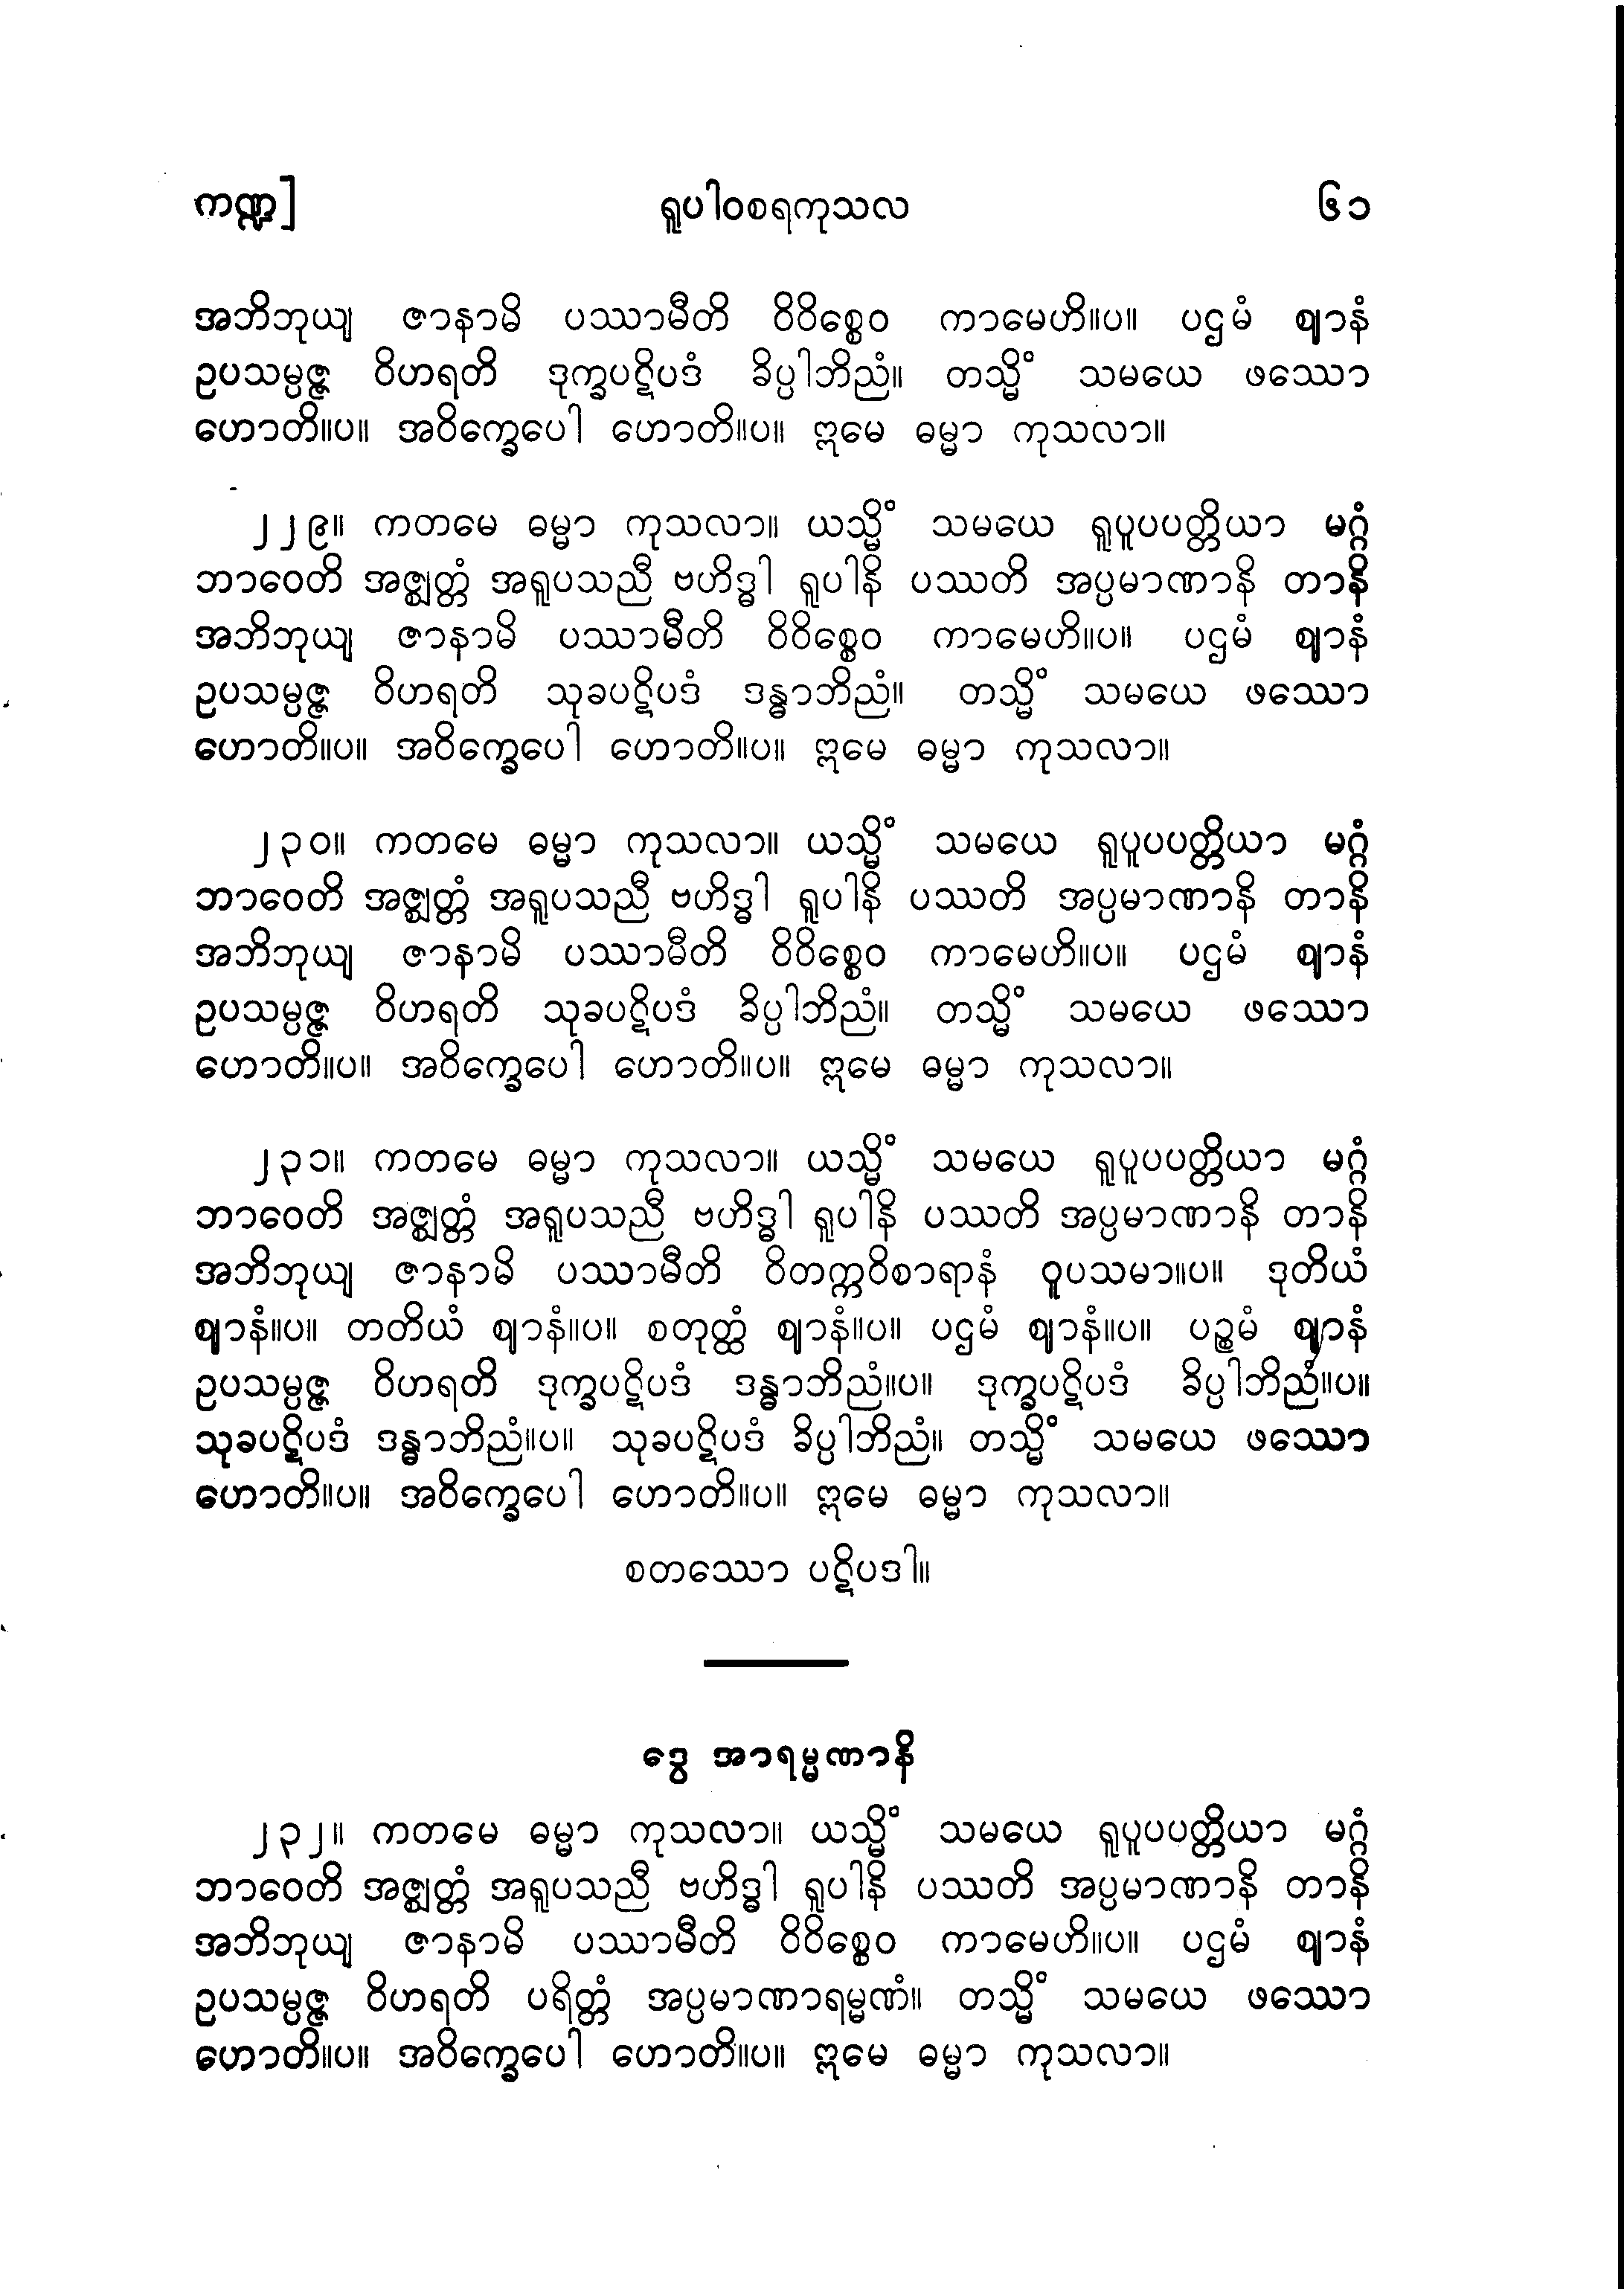 ကဏ္ဍ] ရူပါဝစရကုသလ ၆၁
အဘိဘုယျ ဇာနာမိ ပဿာမီတိ ဝိဝိစ္စေဝ ကာမေဟိ။ပ။ ပဌမံ ဈာနံ
ဥပသမ္ပဇ္ဇ ဝိဟရတိ ဒုက္ခပဋိပဒံ ခိပ္ပါဘိညံ။ တသ္မိံ သမယေ ဖဿော
ဟောတိ။ပ။ အဝိက္ခေပေါ ဟောတိ။ပ။ ဣမေ ဓမ္မာ ကုသလာ။
၂၂၉။ ကတမေ ဓမ္မာ ကုသလာ။ ယသ္မိံ သမယေ ရူပူပပတ္တိယာ မဂ္ဂံ
ဘာဝေတိ အဇ္ဈတ္တံ အရူပသညီ ဗဟိဒ္ဓါ ရူပါနိ ပဿတိ အပ္ပမာဏာနိ တာနိ
အဘိဘုယျ ဇာနာမိ ပဿာမီတိ ဝိဝိစ္စေဝ ကာမေဟိ။ပ။ ပဌမံ ဈာနံ
ဥပသမ္ပဇ္ဇ ဝိဟရတိ သုခပဋိပဒံ ဒန္ဓာဘိညံ။ တသ္မိံ သမယေ ဖဿော
ဟောတိ။ပ။ အဝိက္ခေပေါ ဟောတိ။ပ။ ဣမေ ဓမ္မာ ကုသလာ။
၂၃၀။ ကတမေ ဓမ္မာ ကုသလာ။ ယသ္မိံ သမယေ ရူပူပပတ္တိယာ မဂ္ဂံ
ဘာဝေတိ အဇ္ဈတ္တံ အရူပသညီ ဗဟိဒ္ဓါ ရူပါနိ ပဿတိ အပ္ပမာဏာနိ တာနိ
အဘိဘုယျ ဇာနာမိ ပဿာမီတိ ဝိဝိစ္စေဝ ကာမေဟိ။ပ။ ပဌမံ ဈာနံ
ဥပသမ္ပဇ္ဇ ဝိဟရတိ သုခပဋိပဒံ ခိပ္ပါဘိညံ။ တသ္မိံ သမယေ ဖဿော
ဟောတိ။ပ။ အဝိက္ခေပေါ ဟောတိ။ပ။ ဣမေ ဓမ္မာ ကုသလာ။
၂၃၁။ ကတမေ ဓမ္မာ ကုသလာ။ ယသ္မိံ သမယေ ရူပူပပတ္တိယာ မဂ္ဂံ
ဘာဝေတိ အဇ္ဈတ္တံ အရူပသညီ ဗဟိဒ္ဓါ ရူပါနိ ပဿတိ အပ္ပမာဏာနိ တာနိ
အဘိဘုယျ ဇာနာမိ ပဿာမီတိ ဝိတက္ကဝိစာရာနံ ဝူပသမာ။ပ။ ဒုတိယံ
ဈာနံ။ပ။ တတိယံ ဈာနံ။ပ။ စတုတ္ထံ ဈာနံ။ပ။ ပဌမံ ဈာနံ။ပ။ ပဉ္စမံ ဈာနံ
ဥပသမ္ပဇ္ဇ ဝိဟရတိ ဒုက္ခပဋိပဒံ ဒန္ဓာဘိညံ။ပ။ ဒုက္ခပဋိပဒံ ခိပ္ပါဘိညံ။ပ။
သုခပဋိပဒံ ဒန္ဓာဘိညံ။ပ။ သုခပဋိပဒံ ခိပ္ပါဘိညံ။ တသ္မိံ သမယေ ဖဿော
ဟောတိ။ပ။ အဝိက္ခေပေါ ဟောတိ။ပ။ ဣမေ ဓမ္မာ ကုသလာ။
စတဿော ပဋိပဒါ။
ဒွေ အာရမ္မဏာနိ
၂၃၂။ ကတမေ ဓမ္မာ ကုသလာ။ ယသ္မိံ သမယေ ရူပူပပတ္တိယာ မဂ္ဂံ
ဘာဝေတိ အဇ္ဈတ္တံ အရူပသညီ ဗဟိဒ္ဓါ ရူပါနိ ပဿတိ အပ္ပမာဏာနိ တာနိ
အဘိဘုယျ ဇာနာမိ ပဿာမီတိ ဝိဝိစ္စေဝ ကာမေဟိ။ပ။ ပဌမံ ဈာနံ
ဥပသမ္ပဇ္ဇ ဝိဟရတိ ပရိတ္တံ အပ္ပမာဏာရမ္မဏံ။ တသ္မိံ သမယေ ဖဿော
ဟောတိ။ပ။ အဝိက္ခေပေါ ဟောတိ။ပ။ ဣမေ ဓမ္မာ ကုသလာ။